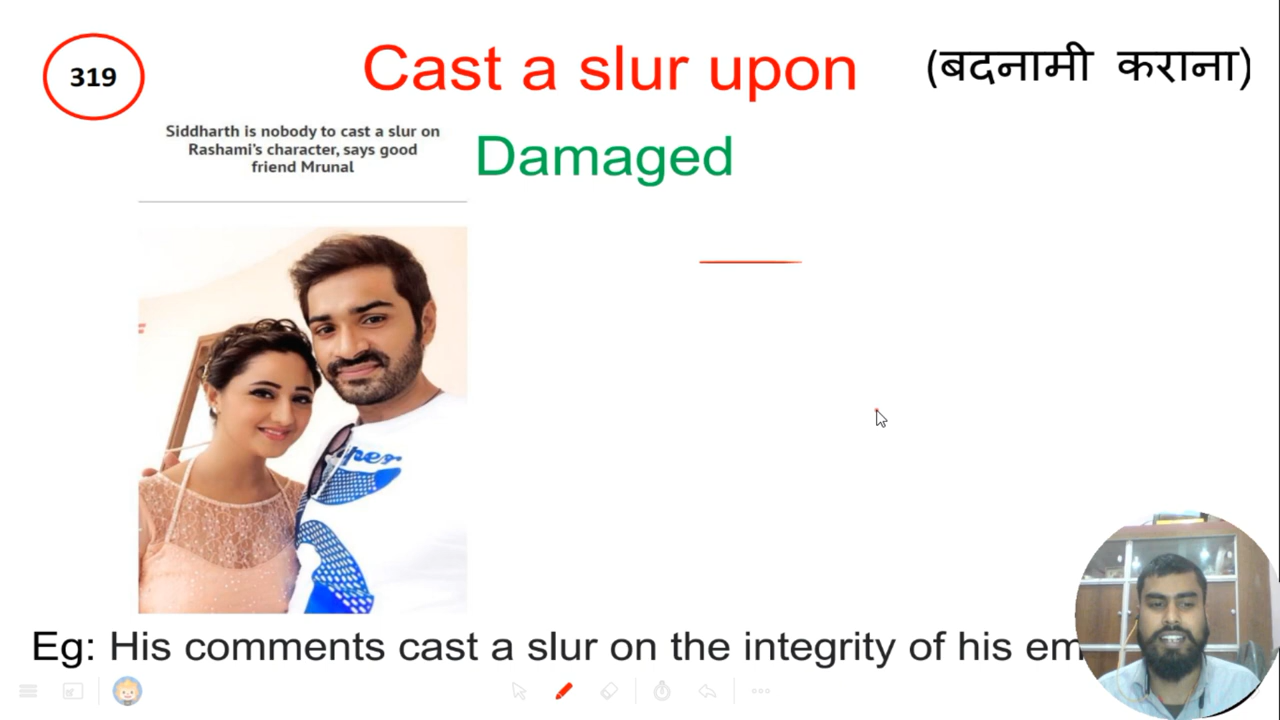 319
Cast a slur upon
(बदनामी कराना)
Siddharth is nobody to cast a slur on
Rashami's character, says good
friend Mrunal
Damaged
Eg: His comments cast a slur on the integrity of his